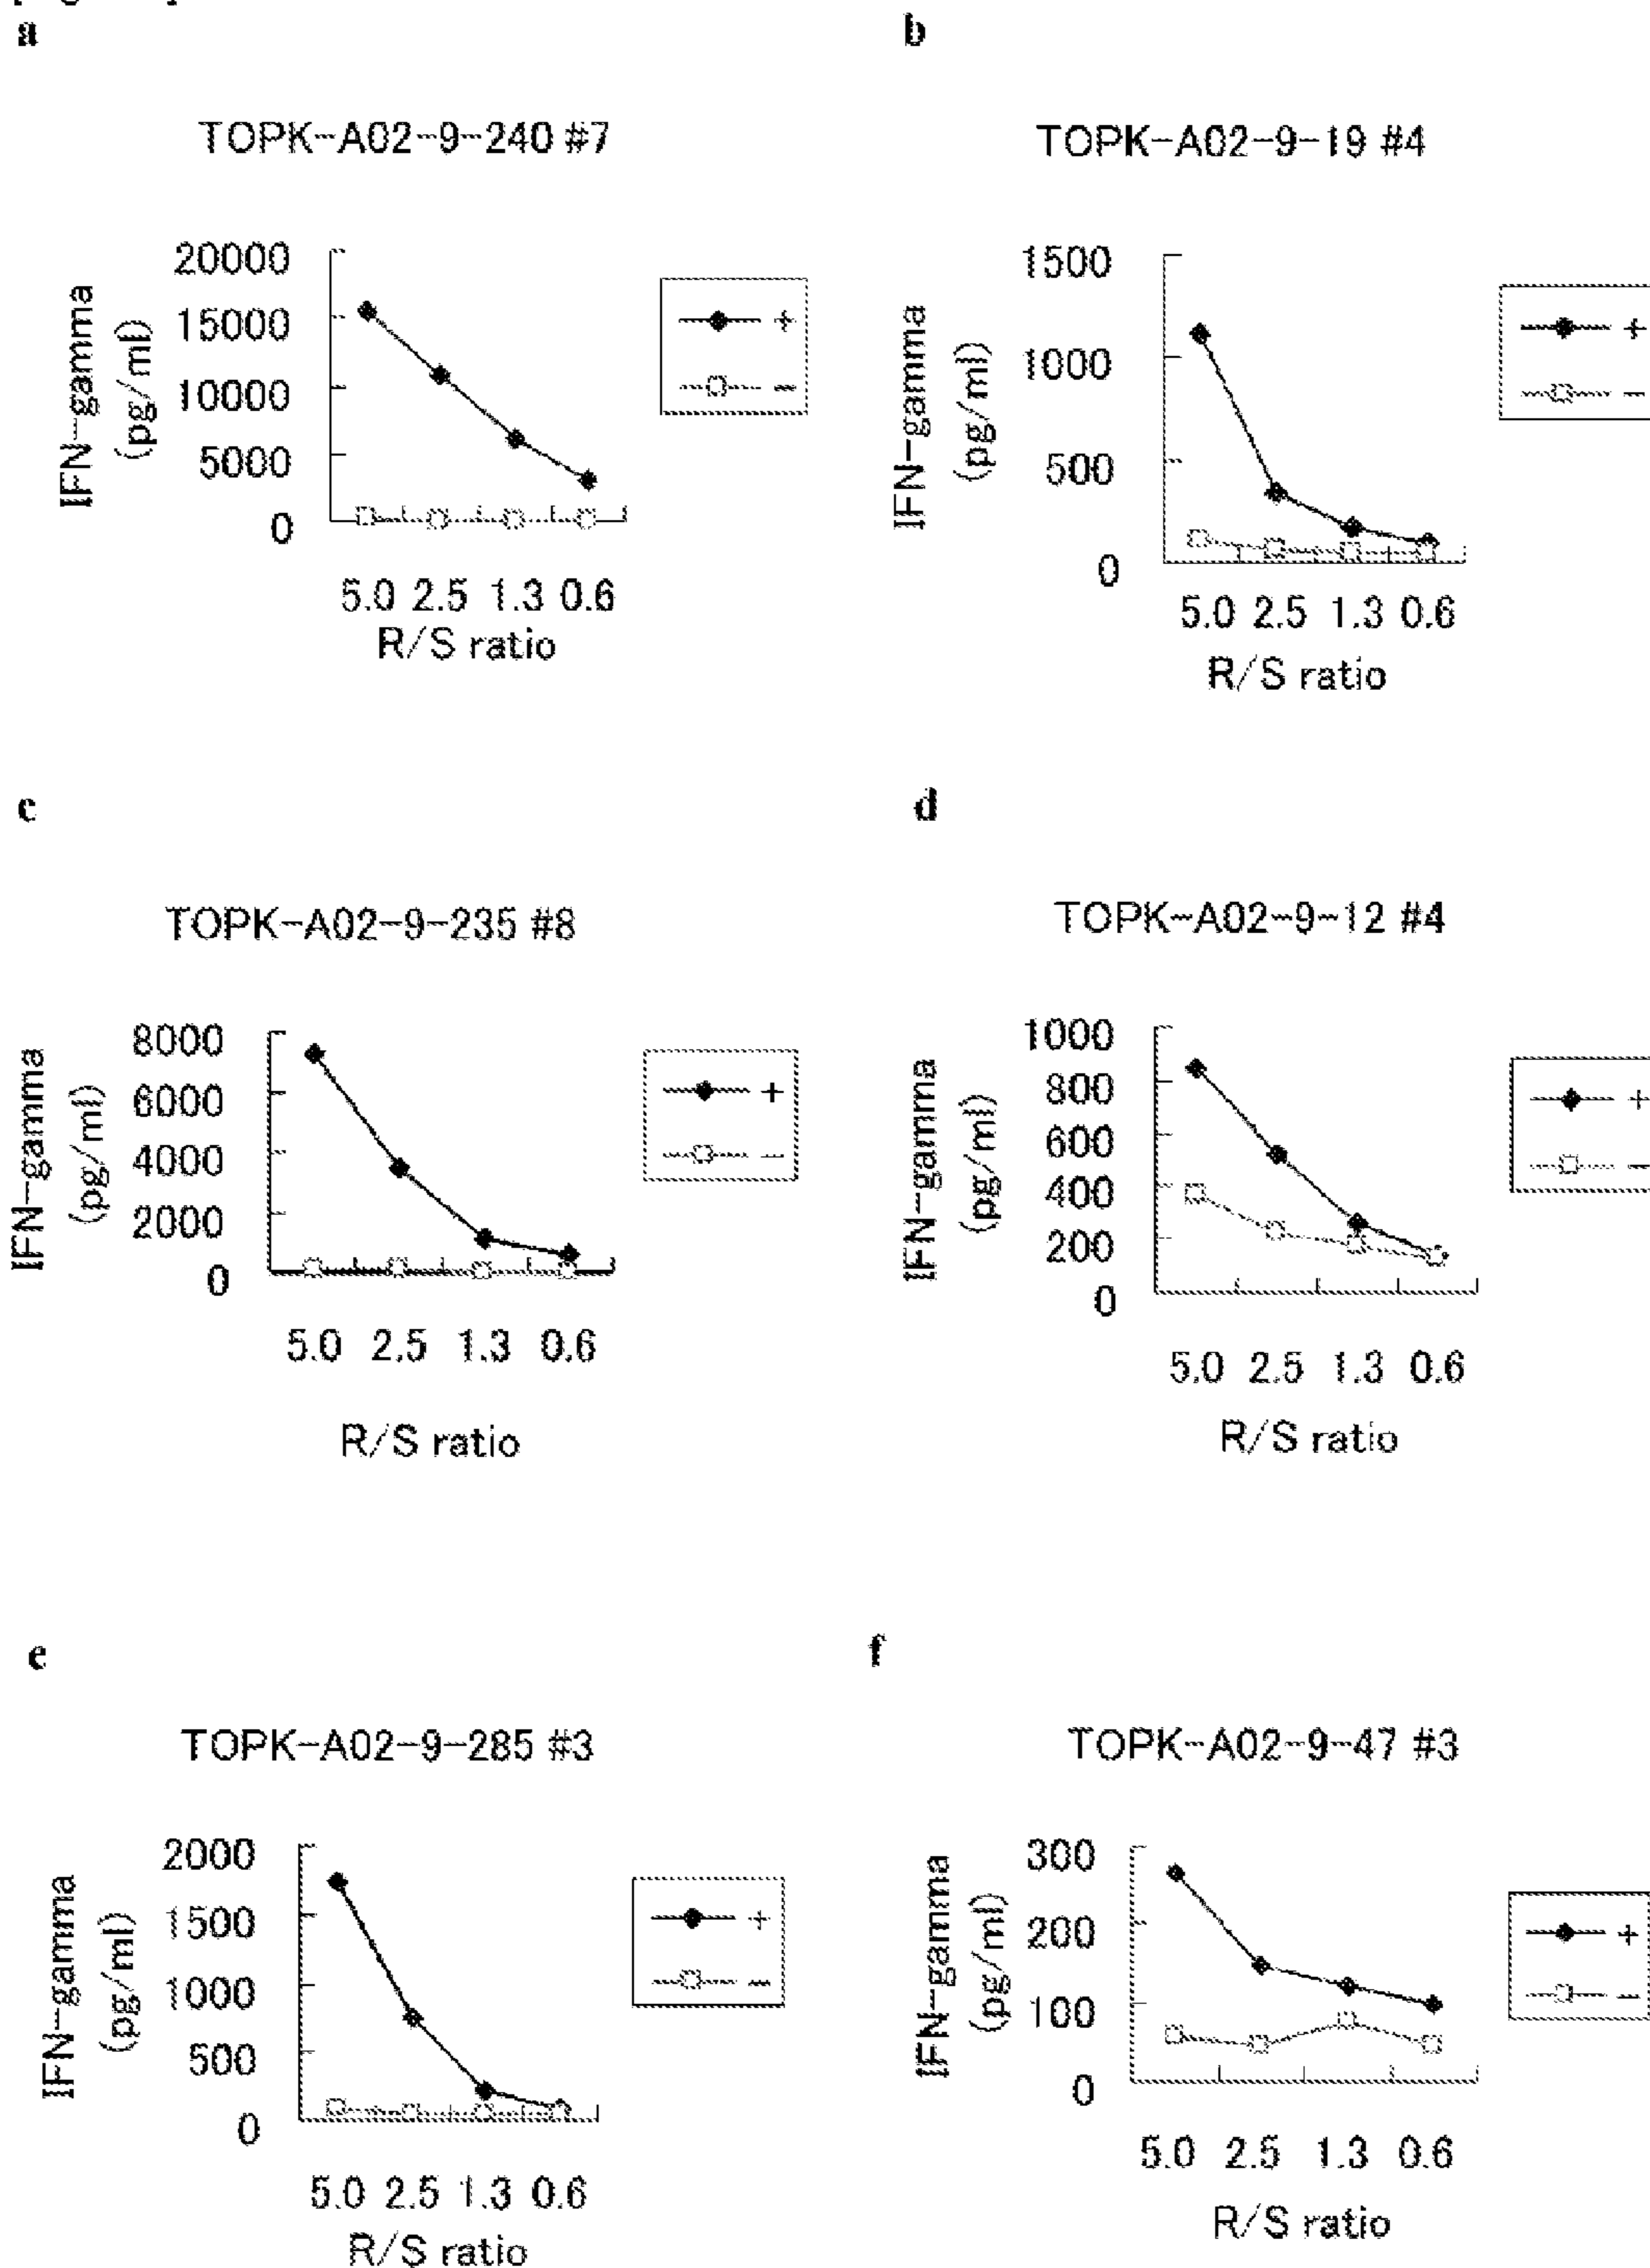 a
TOPK-A02-9-240 #7
IFN-gamma
(pg/ml)
20000
15000
10000
5000
0
+
-
5.0 2.5 1.3 0.6
R/S ratio
b
TOPK-A02-9-19 #4
IFN-gamma
(pg/ml)
1500
1000
500
0
+
-
5.0 2.5 1.3 0.6
R/S ratio
c
TOPK-A02-9-235 #8
IFN-gamma
(pg/ml)
8000
6000
4000
2000
0
+
-
5.0 2.5 1.3 0.6
R/S ratio
d
TOPK-A02-9-12 #4
IFN-gamma
(pg/ml)
1000
800
600
400
200
0
+
-
5.0 2.5 1.3 0.6
R/S ratio
e
TOPK-A02-9-285 #3
IFN-gamma
(pg/ml)
2000
1500
1000
500
0
+
-
5.0 2.5 1.3 0.6
R/S ratio
f
TOPK-A02-9-47 #3
IFN-gamma
(pg/ml)
300
200
100
0
+
-
5.0 2.5 1.3 0.6
R/S ratio